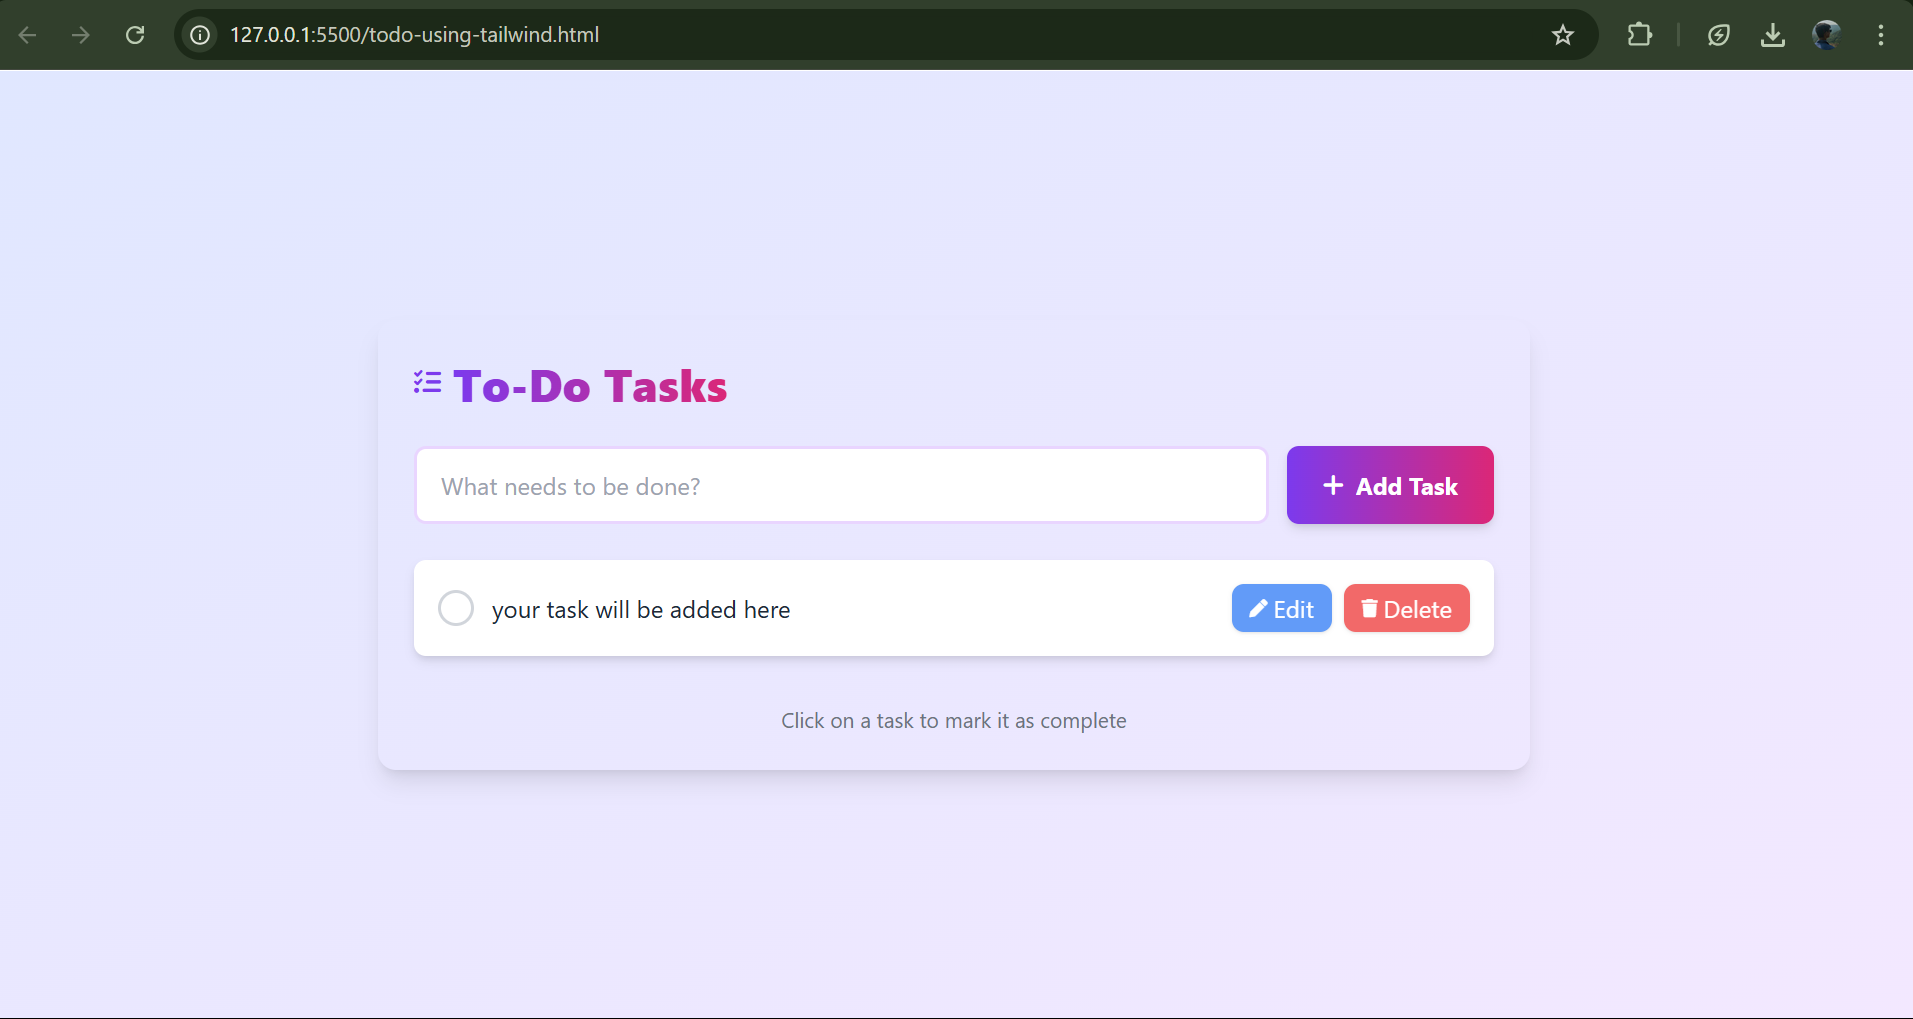 127.0.0.1:5500/todo-using-tailwind.html
To-Do Tasks
What needs to be done?
Add Task
your task will be added here
Edit
Delete
Click on a task to mark it as complete